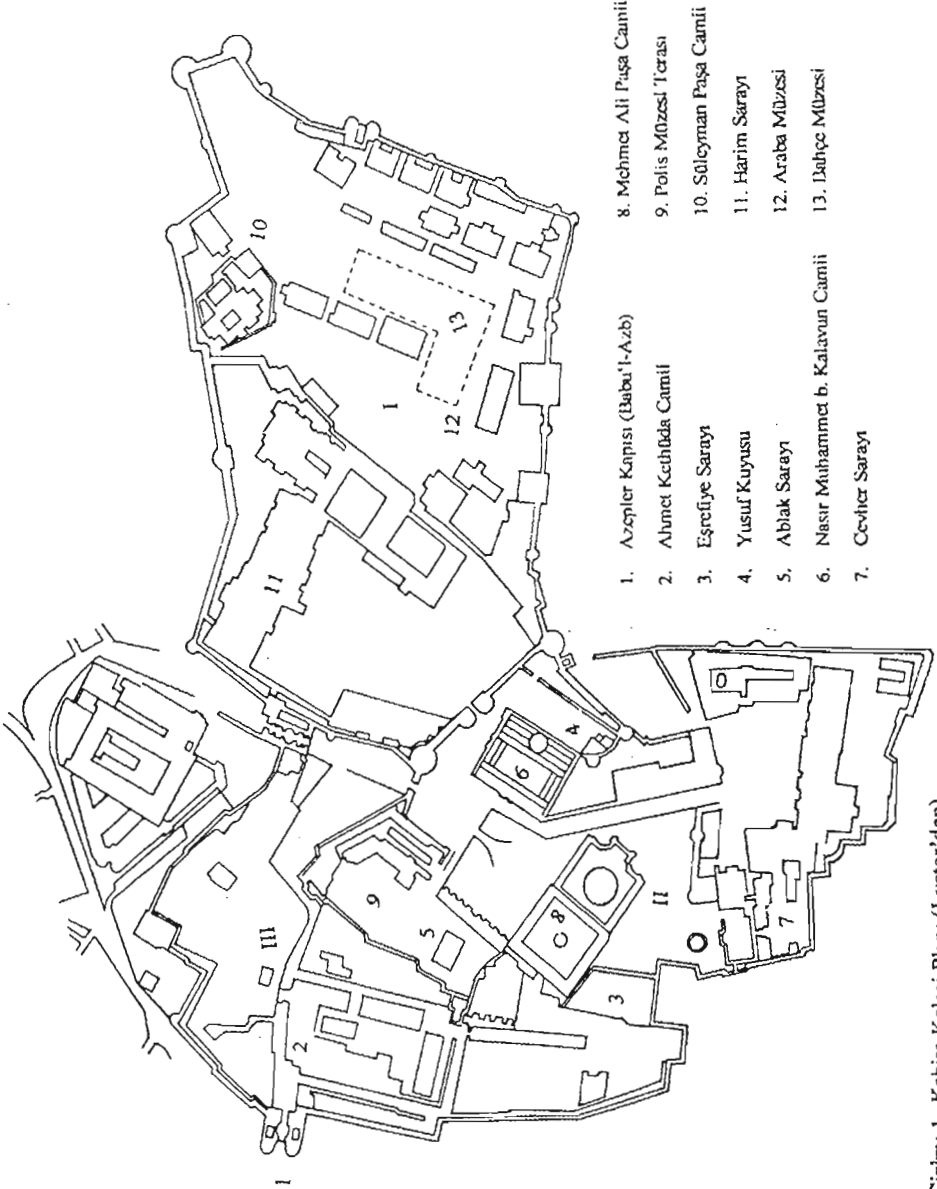 1. Azepler Kapısı (Babu'l-Azb)
2. Ahmet Kethüda Camii
3. Eşrefiye Sarayı
4. Yusuf Kuyusu
5. Ablak Sarayı
6. Nasır Muhammet b. Kalavun Camii
7. Cevher Sarayı
8. Mehmet Ali Paşa Camii
9. Polis Müzesi Terası
10. Süleyman Paşa Camii
11. Harim Sarayı
12. Araba Müzesi
13. Bahçe Müzesi
10
13
I
12
11
4
6
9
5
8
II
III
3
7
2
1
Kahire Kalesi Planı